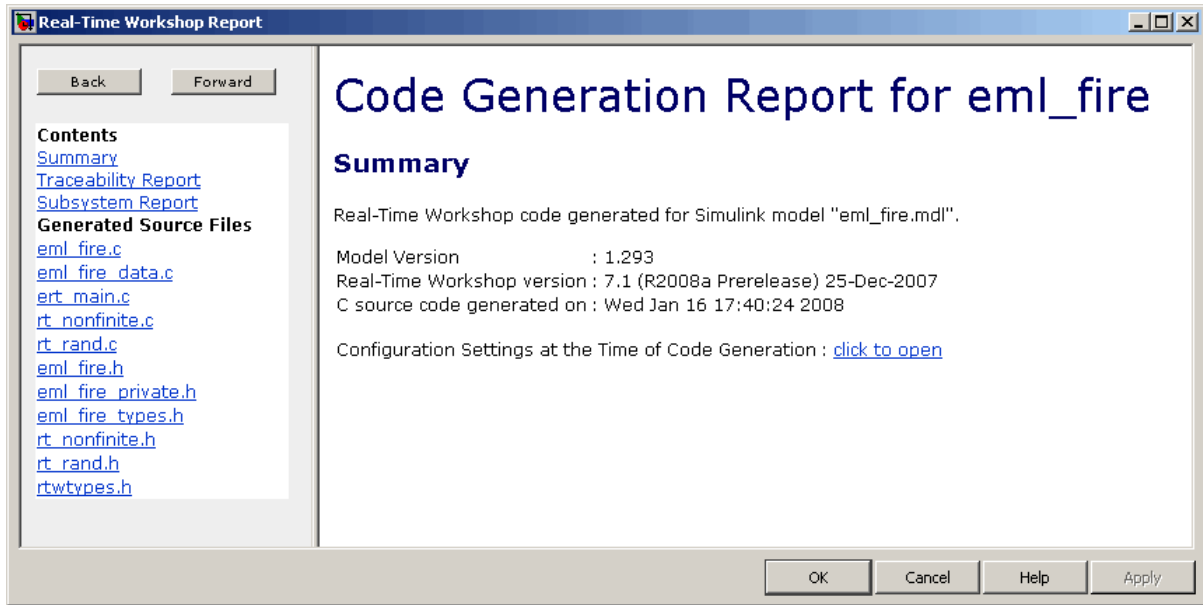 Real-Time Workshop Report
Back Forward
Contents
Summary
Traceability Report
Subsystem Report
Generated Source Files
eml_fire.c
eml_fire_data.c
ert_main.c
rt_nonfinite.c
rt_rand.c
eml_fire.h
eml_fire_private.h
eml_fire_types.h
rt_nonfinite.h
rt_rand.h
rtwtypes.h
Code Generation Report for eml_fire
Summary
Real-Time Workshop code generated for Simulink model "eml_fire.mdl".
Model Version : 1.293
Real-Time Workshop version : 7.1 (R2008a Prerelease) 25-Dec-2007
C source code generated on : Wed Jan 16 17:40:24 2008
Configuration Settings at the Time of Code Generation : click to open
OK Cancel Help Apply